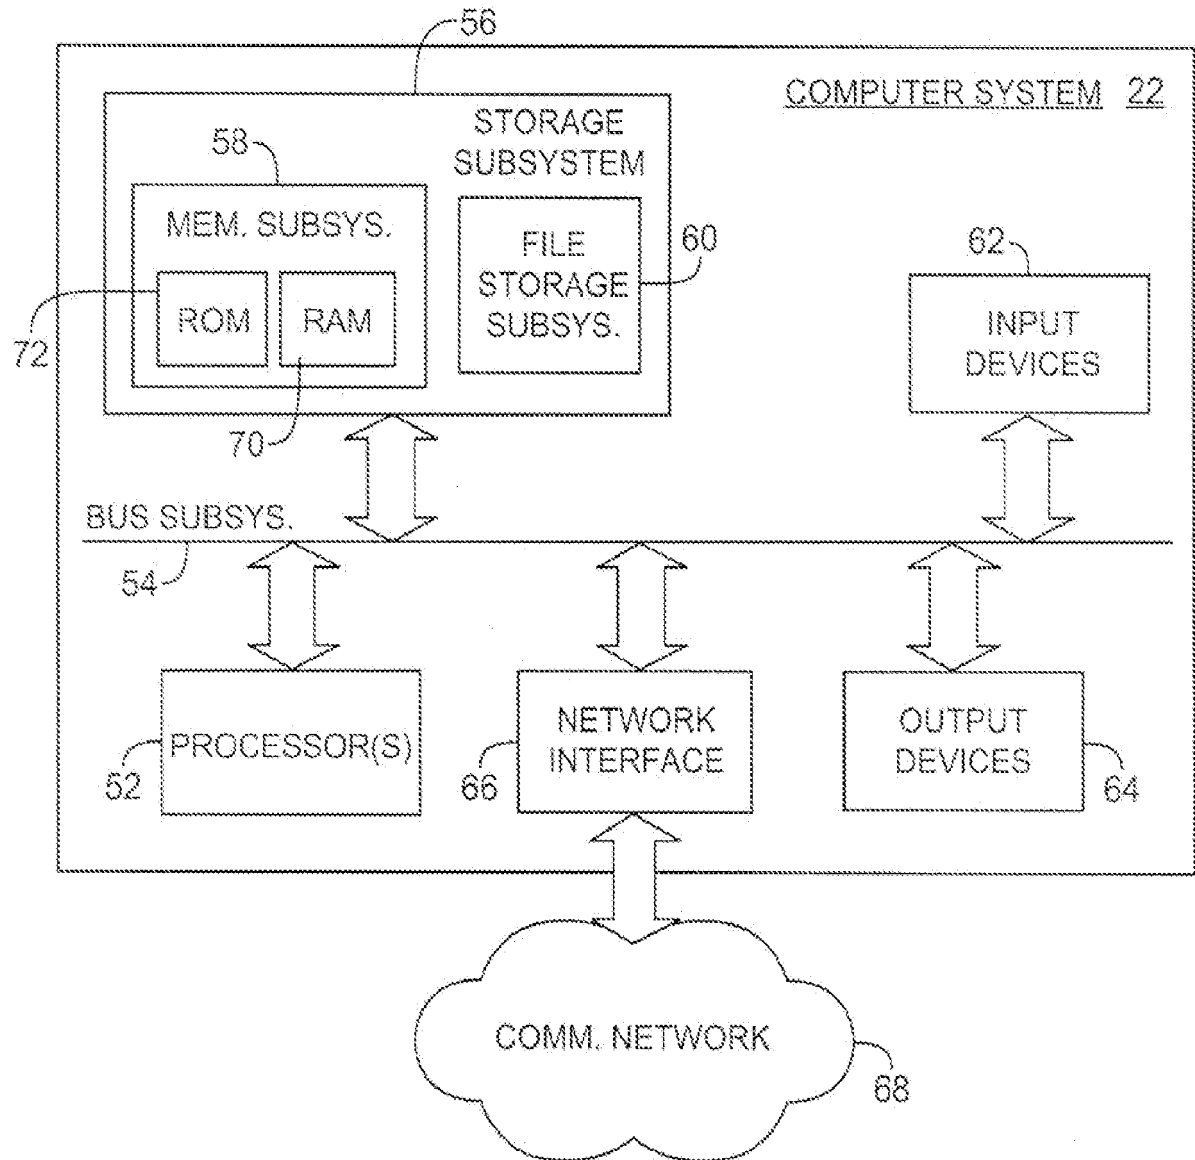 56
COMPUTER SYSTEM 22
STORAGE
SUBSYSTEM
58
MEM. SUBSYS.
ROM
RAM
72
70
FILE
STORAGE
SUBSYS.
60
62
INPUT
DEVICES
BUS SUBSYS.
54
PROCESSOR(S)
52
NETWORK
INTERFACE
66
OUTPUT
DEVICES
64
COMM. NETWORK
68